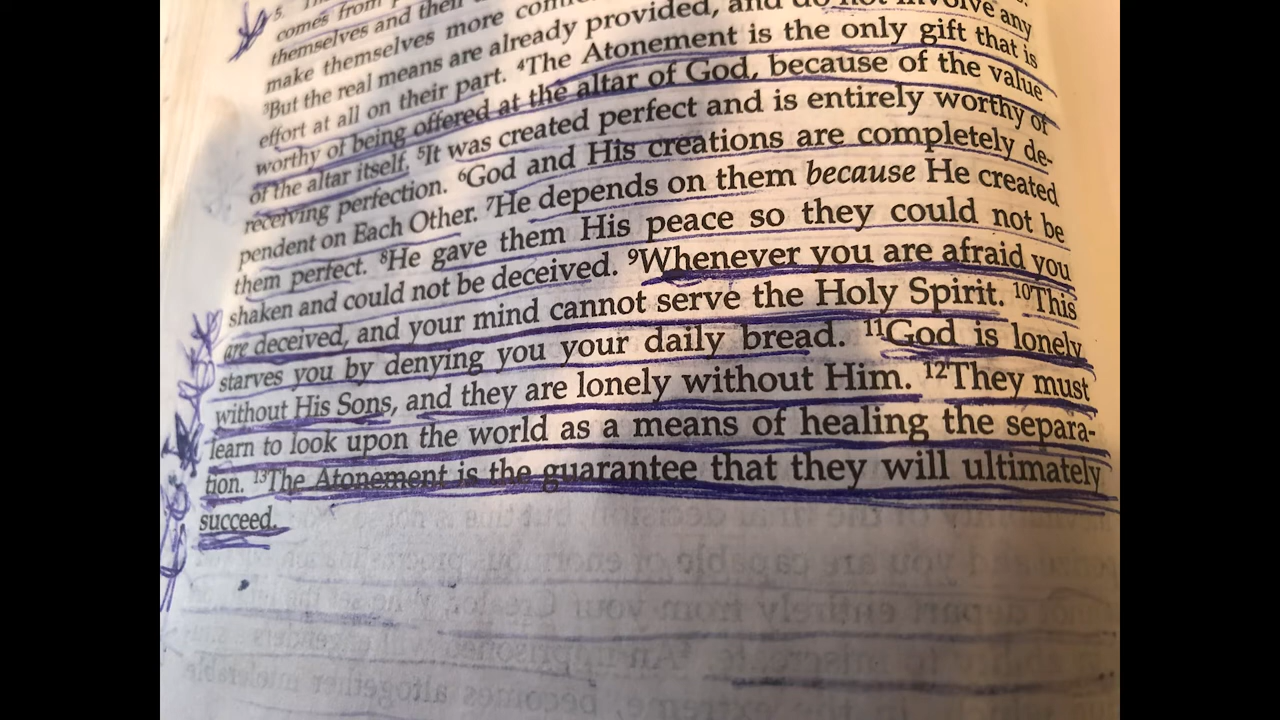 5.
comes from
themselves and their
make themselves more
³But the real means are already provided, and do not involve any
effort at all on their part. ⁴The Atonement is the only gift that is
worthy of being offered at the altar of God, because of the value
of the altar itself. ⁵It was created perfect and is entirely worthy of
receiving perfection. ⁶God and His creations are completely de-
pendent on Each Other. ⁷He depends on them because He created
them perfect. ⁸He gave them His peace so they could not be
shaken and could not be deceived. ⁹Whenever you are afraid you
are deceived, and your mind cannot serve the Holy Spirit. ¹⁰This
starves you by denying you your daily bread. ¹¹God is lonely
without His Sons, and they are lonely without Him. ¹²They must
learn to look upon the world as a means of healing the separa-
tion. ¹³The Atonement is the guarantee that they will ultimately
succeed.